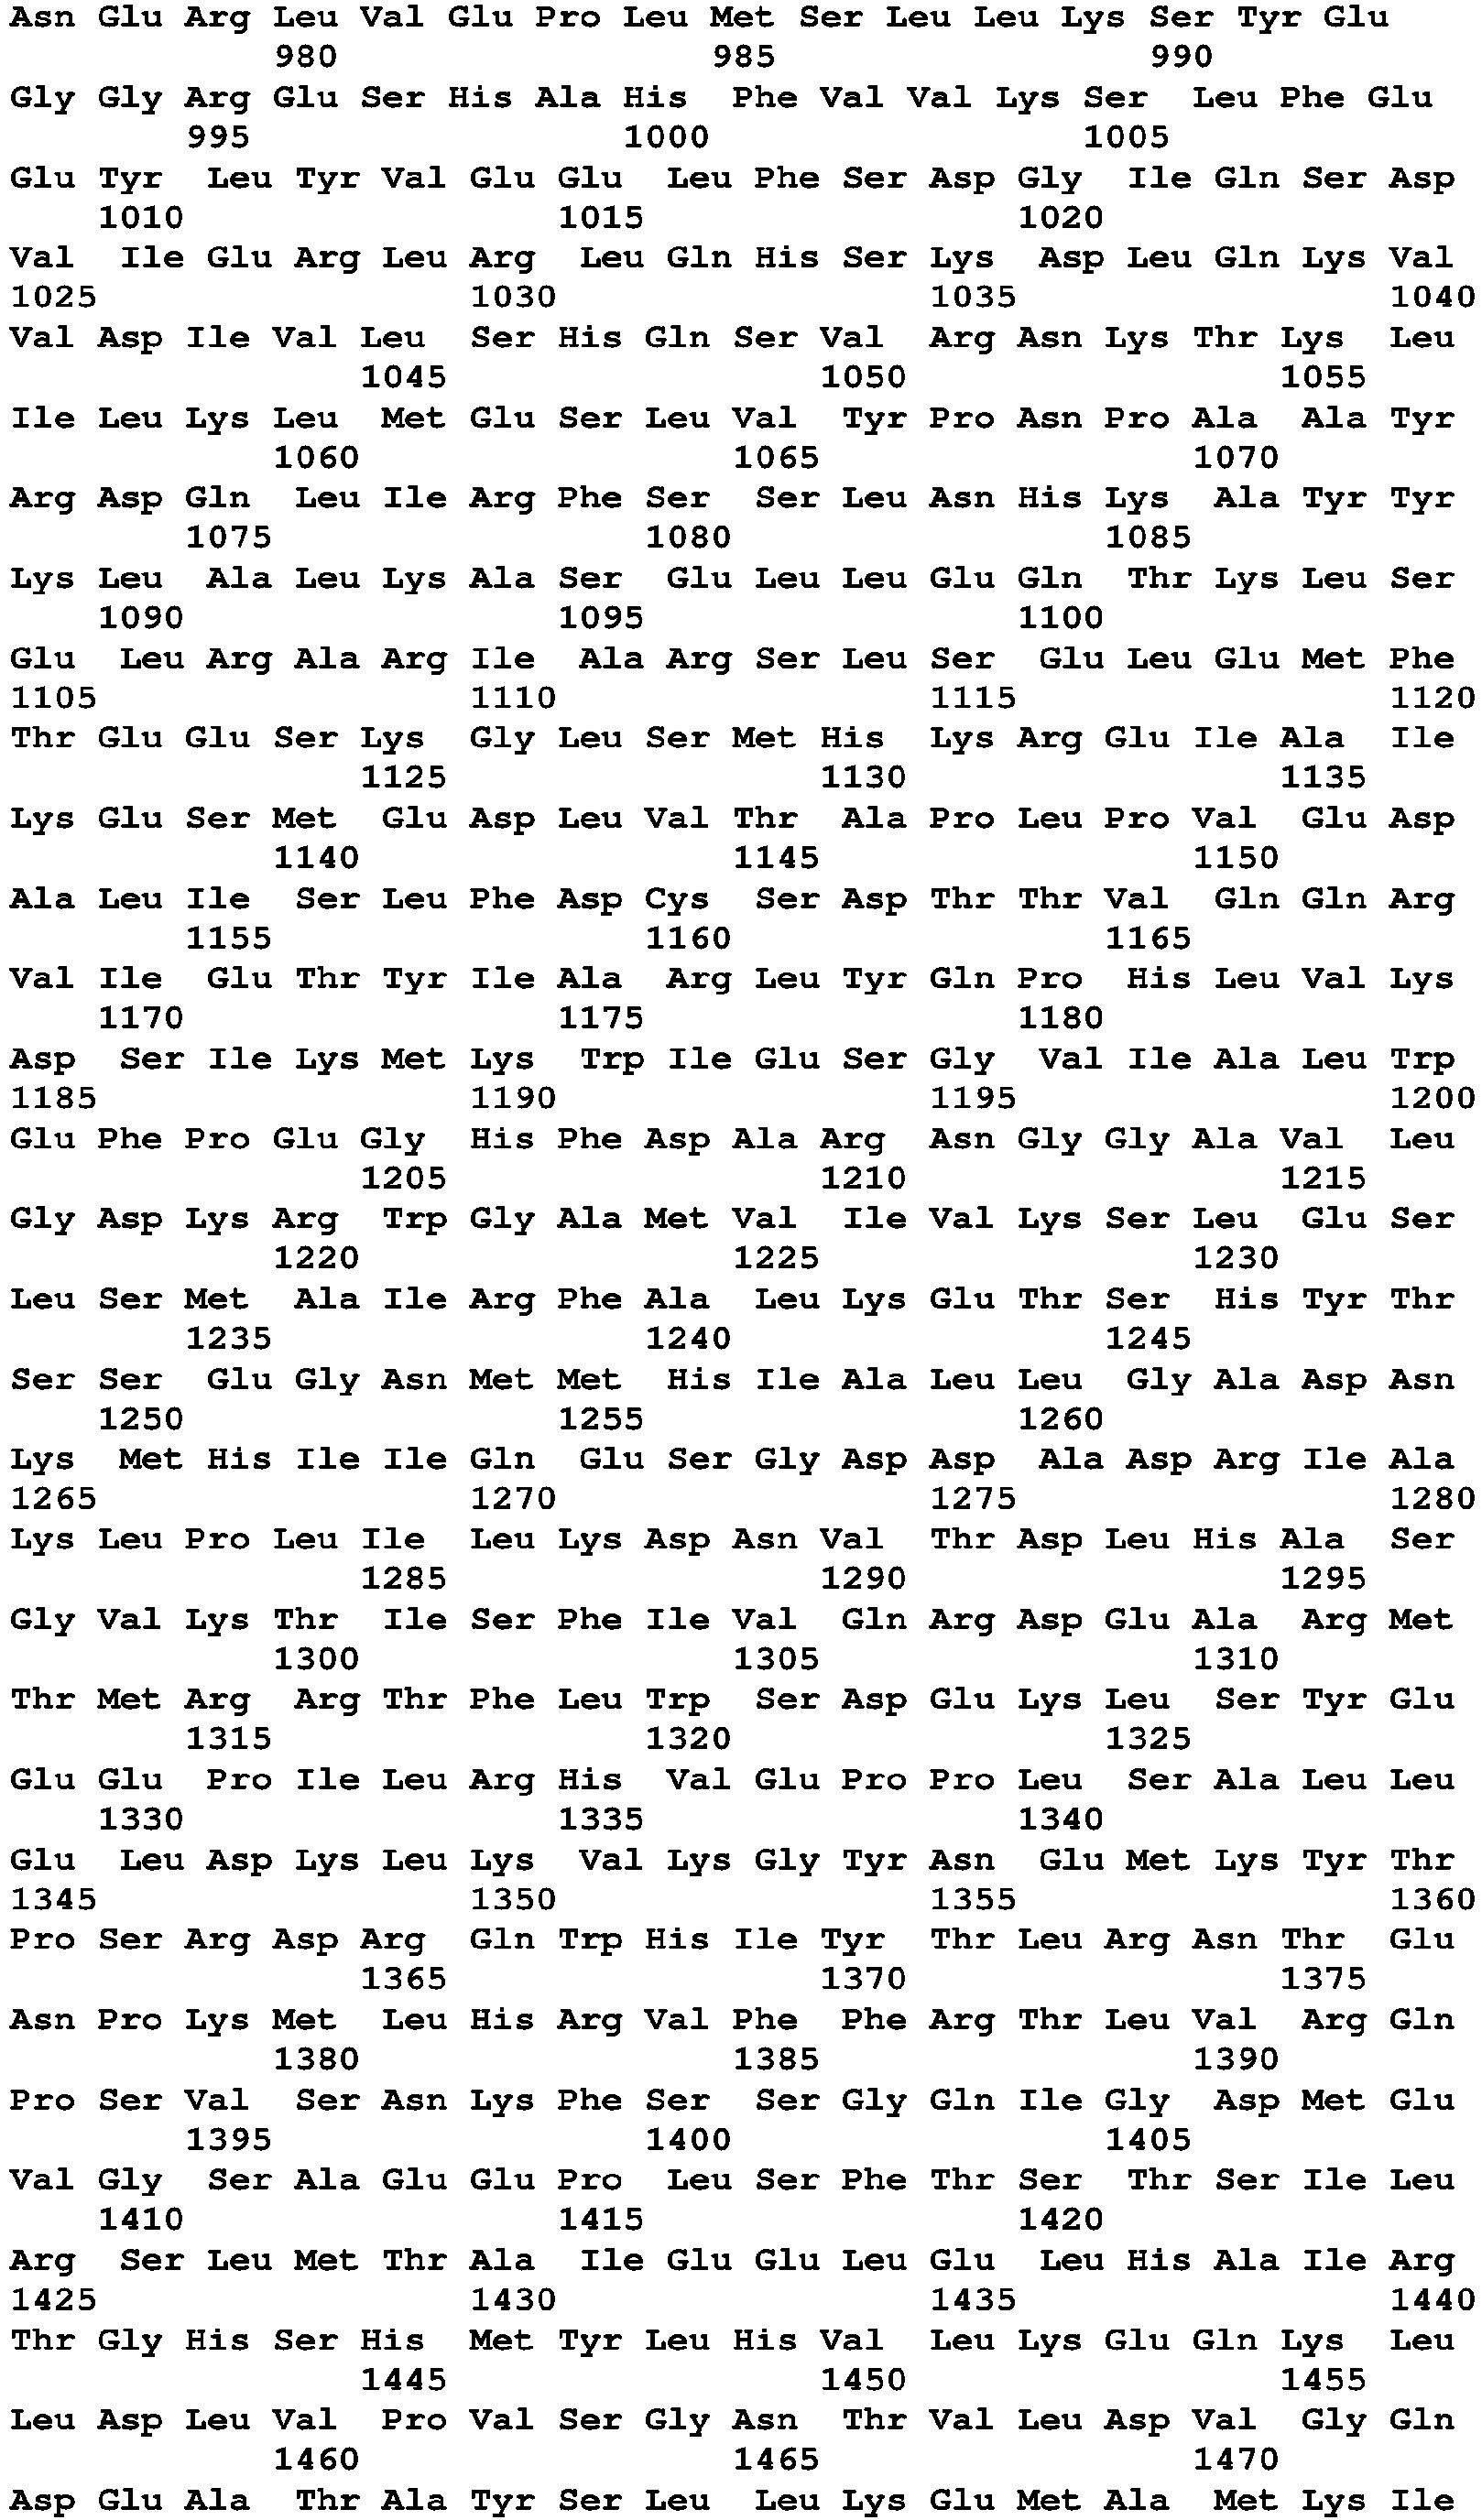 Asn Glu Arg Leu Val Glu Pro Leu Met Ser Leu Leu Lys Ser Tyr Glu
980 985 990
Gly Gly Arg Glu Ser His Ala His Phe Val Val Lys Ser Leu Phe Glu
995 1000 1005
Glu Tyr Leu Tyr Val Glu Glu Leu Phe Ser Asp Gly Ile Gln Ser Asp
1010 1015 1020
Val Ile Glu Arg Leu Arg Leu Gln His Ser Lys Asp Leu Gln Lys Val
1025 1030 1035 1040
Val Asp Ile Val Leu Ser His Gln Ser Val Arg Asn Lys Thr Lys Leu
1045 1050 1055
Ile Leu Lys Leu Met Glu Ser Leu Val Tyr Pro Asn Pro Ala Ala Tyr
1060 1065 1070
Arg Asp Gln Leu Ile Arg Phe Ser Ser Leu Asn His Lys Ala Tyr Tyr
1075 1080 1085
Lys Leu Ala Leu Lys Ala Ser Glu Leu Leu Glu Gln Thr Lys Leu Ser
1090 1095 1100
Glu Leu Arg Ala Arg Ile Ala Arg Ser Leu Ser Glu Leu Glu Met Phe
1105 1110 1115 1120
Thr Glu Glu Ser Lys Gly Leu Ser Met His Lys Arg Glu Ile Ala Ile
1125 1130 1135
Lys Glu Ser Met Glu Asp Leu Val Thr Ala Pro Leu Pro Val Glu Asp
1140 1145 1150
Ala Leu Ile Ser Leu Phe Asp Cys Ser Asp Thr Thr Val Gln Gln Arg
1155 1160 1165
Val Ile Glu Thr Tyr Ile Ala Arg Leu Tyr Gln Pro His Leu Val Lys
1170 1175 1180
Asp Ser Ile Lys Met Lys Trp Ile Glu Ser Gly Val Ile Ala Leu Trp
1185 1190 1195 1200
Glu Phe Pro Glu Gly His Phe Asp Ala Arg Asn Gly Gly Ala Val Leu
1205 1210 1215
Gly Asp Lys Arg Trp Gly Ala Met Val Ile Val Lys Ser Leu Glu Ser
1220 1225 1230
Leu Ser Met Ala Ile Arg Phe Ala Leu Lys Glu Thr Ser His Tyr Thr
1235 1240 1245
Ser Ser Glu Gly Asn Met Met His Ile Ala Leu Leu Gly Ala Asp Asn
1250 1255 1260
Lys Met His Ile Ile Gln Glu Ser Gly Asp Asp Ala Asp Arg Ile Ala
1265 1270 1275 1280
Lys Leu Pro Leu Ile Leu Lys Asp Asn Val Thr Asp Leu His Ala Ser
1285 1290 1295
Gly Val Lys Thr Ile Ser Phe Ile Val Gln Arg Asp Glu Ala Arg Met
1300 1305 1310
Thr Met Arg Arg Thr Phe Leu Trp Ser Asp Glu Lys Leu Ser Tyr Glu
1315 1320 1325
Glu Glu Pro Ile Leu Arg His Val Glu Pro Pro Leu Ser Ala Leu Leu
1330 1335 1340
Glu Leu Asp Lys Leu Lys Val Lys Gly Tyr Asn Glu Met Lys Tyr Thr
1345 1350 1355 1360
Pro Ser Arg Asp Arg Gln Trp His Ile Tyr Thr Leu Arg Asn Thr Glu
1365 1370 1375
Asn Pro Lys Met Leu His Arg Val Phe Phe Arg Thr Leu Val Arg Gln
1380 1385 1390
Pro Ser Val Ser Asn Lys Phe Ser Ser Gly Gln Ile Gly Asp Met Glu
1395 1400 1405
Val Gly Ser Ala Glu Glu Pro Leu Ser Phe Thr Ser Thr Ser Ile Leu
1410 1415 1420
Arg Ser Leu Met Thr Ala Ile Glu Glu Leu Glu Leu His Ala Ile Arg
1425 1430 1435 1440
Thr Gly His Ser His Met Tyr Leu His Val Leu Lys Glu Gln Lys Leu
1445 1450 1455
Leu Asp Leu Val Pro Val Ser Gly Asn Thr Val Leu Asp Val Gly Gln
1460 1465 1470
Asp Glu Ala Thr Ala Tyr Ser Leu Leu Lys Glu Met Ala Met Lys Ile